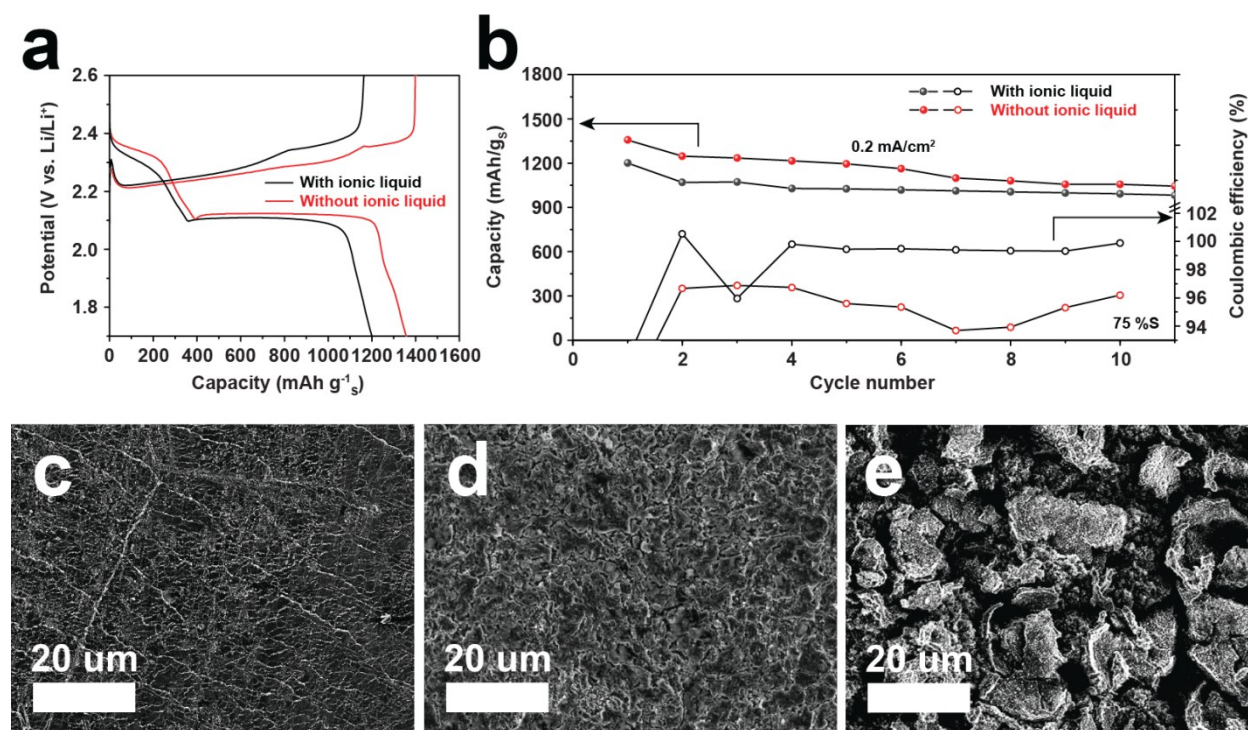 a
2.6
2.4
2.2
2.0
1.8
Potential (V vs. Li/Li⁺)
With ionic liquid
Without ionic liquid
0 200 400 600 800 1000 1200 1400 1600
Capacity (mAh g⁻¹ₛ)
b
1800
1500
1200
900
600
300
0
Capacity (mAh/gₛ)
With ionic liquid
Without ionic liquid
0.2 mA/cm²
75 %S
102
100
98
96
94
Coulombic efficiency (%)
0 2 4 6 8 10
Cycle number
c
20 um
d
20 um
e
20 um